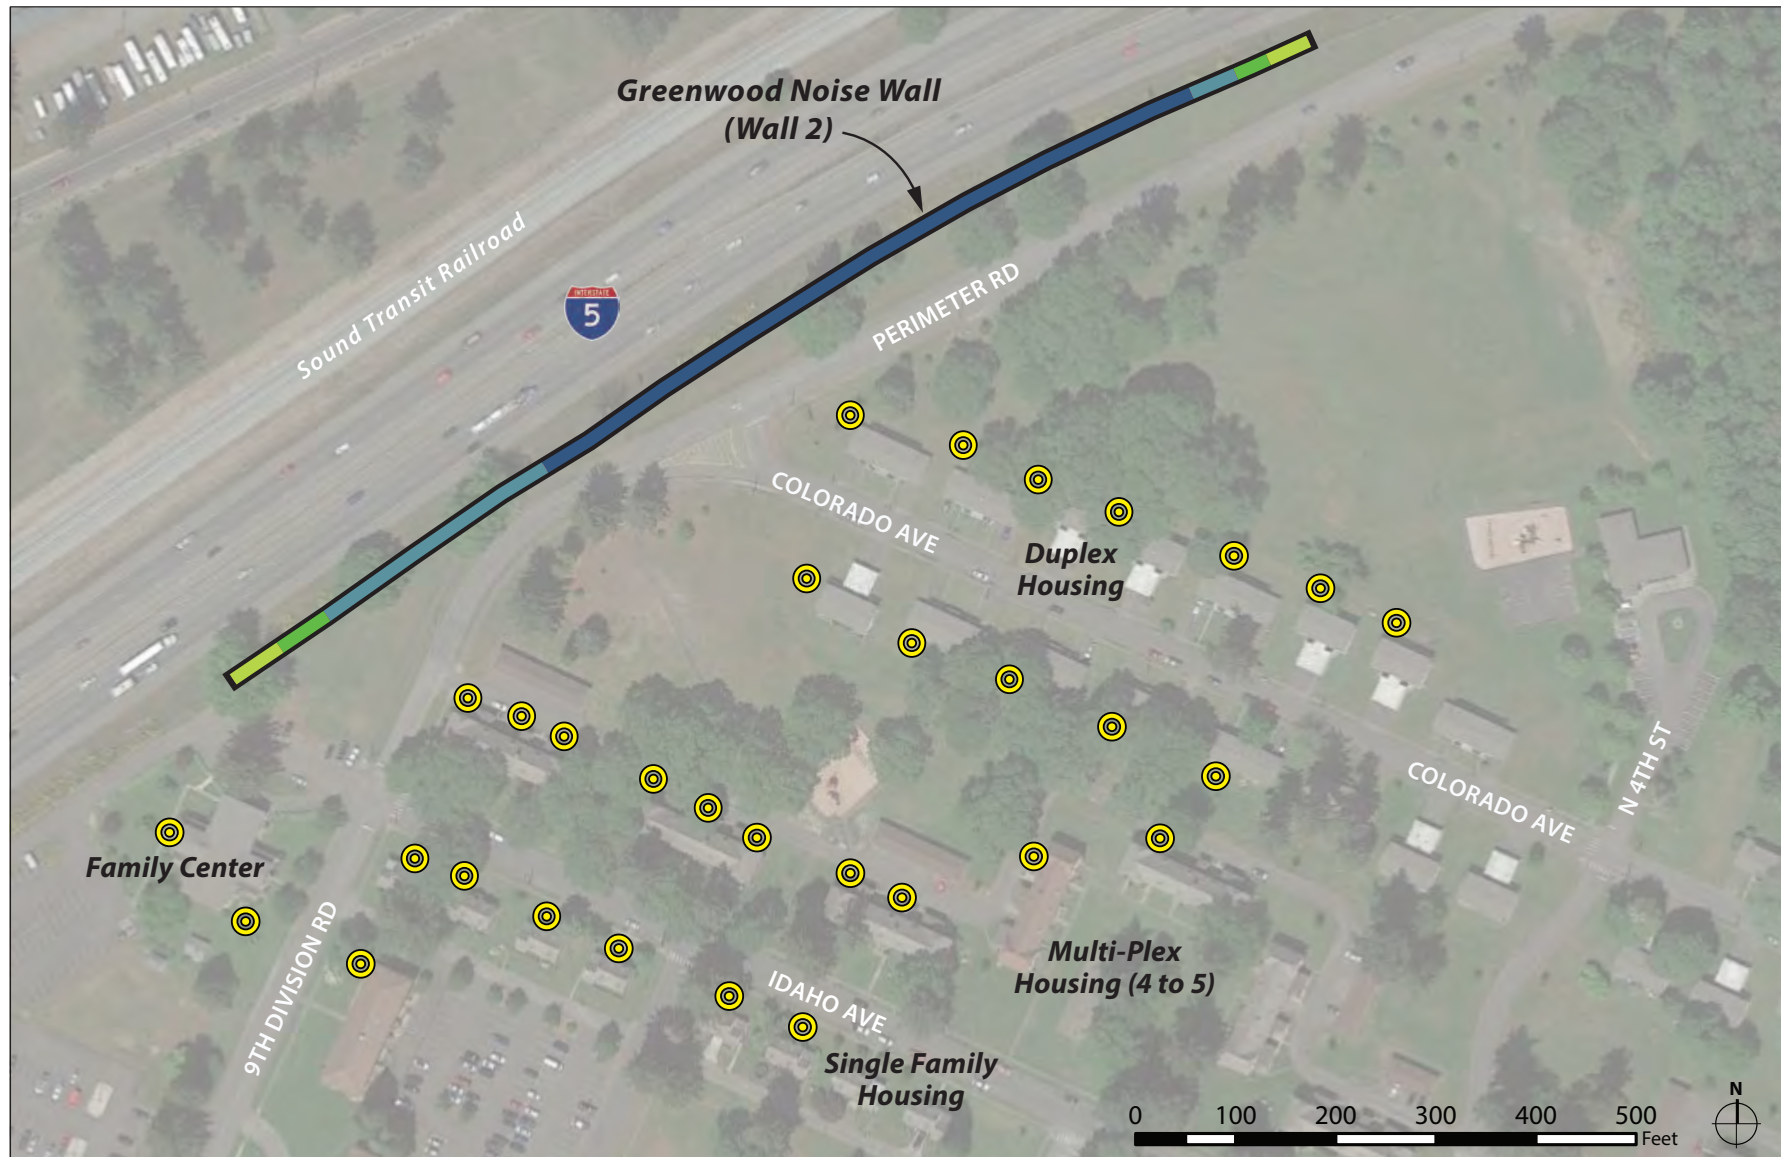 Greenwood Noise Wall
(Wall 2)
Sound Transit Railroad
INTERSTATE
5
PERIMETER RD
COLORADO AVE
Duplex
Housing
N 4TH ST
COLORADO AVE
Family Center
9TH DIVISION RD
Multi-Plex
Housing (4 to 5)
IDAHO AVE
Single Family
Housing
N
0 100 200 300 400 500
Feet